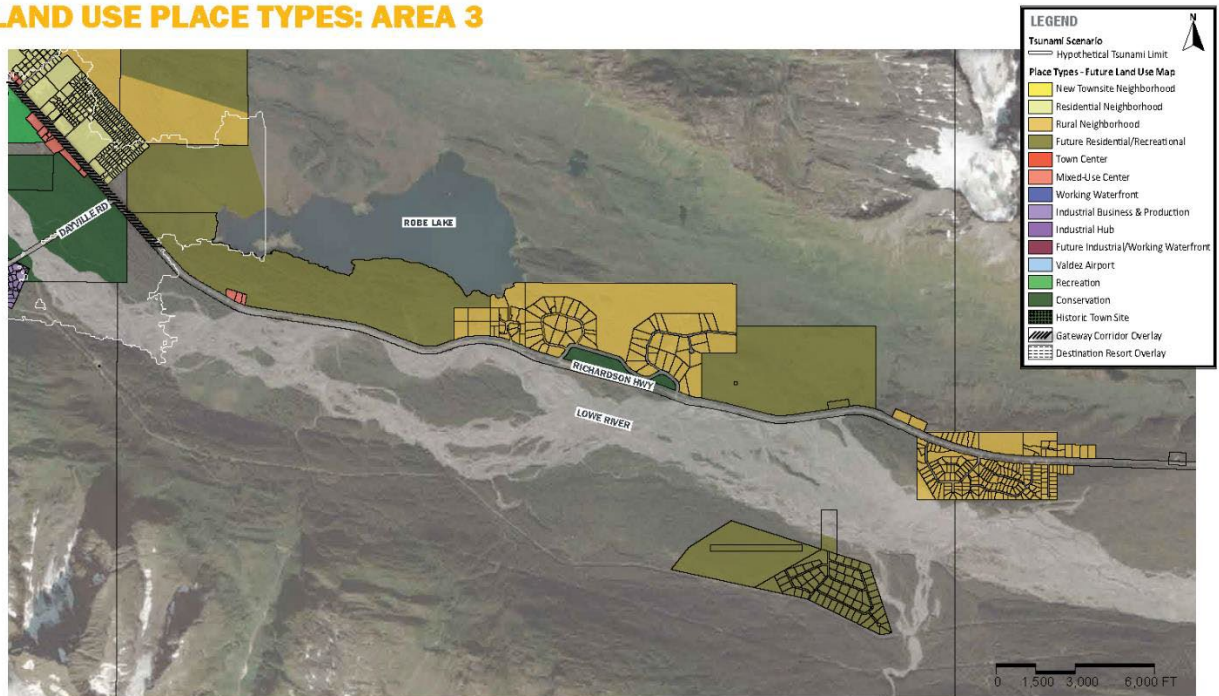 LAND USE PLACE TYPES: AREA 3
LEGEND
N
Tsunami Scenario
Hypothetical Tsunami Limit
Place Types - Future Land Use Map
New Townsite Neighborhood
Residential Neighborhood
Rural Neighborhood
Future Residential/Recreational
Town Center
Mixed-Use Center
Working Waterfront
Industrial Business & Production
Industrial Hub
Future Industrial/Working Waterfront
Valdez Airport
Recreation
Conservation
Historic Town Site
Gateway Corridor Overlay
Destination Resort Overlay
DAYVILLE RD
ROBE LAKE
RICHARDSON HWY
LOWE RIVER
0 1,500 3,000 6,000 FT